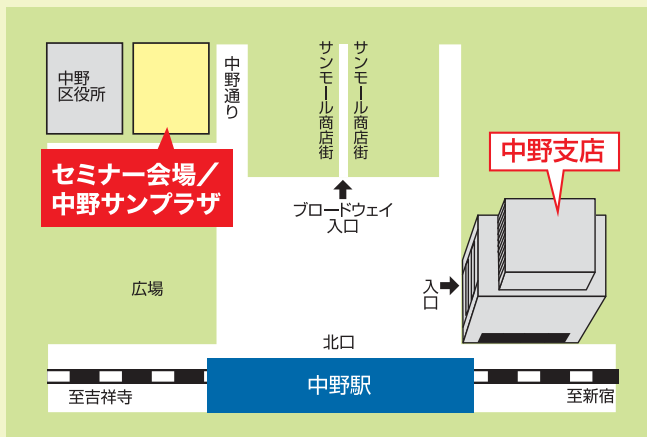 中野
区役所
中野通り
サンモール商店街
サンモール商店街
セミナー会場／
中野サンプラザ
中野支店
ブロードウェイ
入口
広場
入口
北口
中野駅
至吉祥寺
至新宿